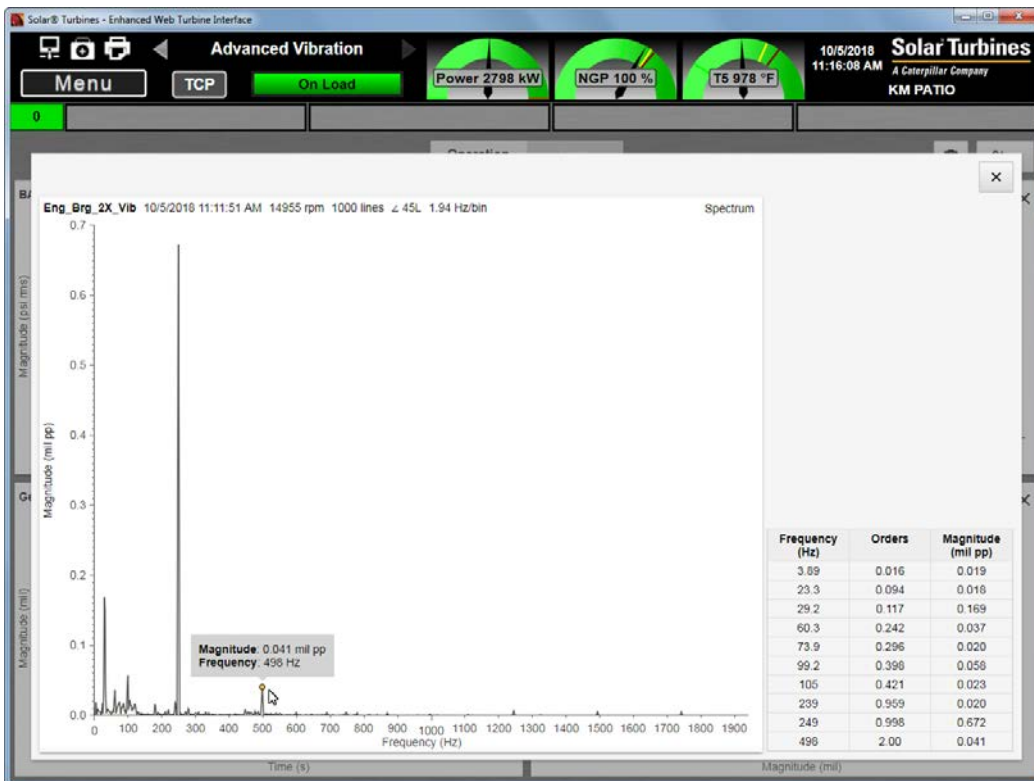 Solar® Turbines - Enhanced Web Turbine Interface
Advanced Vibration
Menu
TCP
On Load
Power 2798 kW
NGP 100 %
T5 978 °F
10/5/2018
11:16:08 AM
Solar Turbines
A Caterpillar Company
KM PATIO
0
Operation
Eng_Brg_2X_Vib 10/5/2018 11:11:51 AM 14955 rpm 1000 lines ∠ 45L 1.94 Hz/bin
Spectrum
Magnitude (psi rms)
Magnitude (mil)
Magnitude (mil pp)
0.7
0.6
0.5
0.4
0.3
0.2
0.1
0.0
Magnitude: 0.041 mil pp
Frequency: 498 Hz
0 100 200 300 400 500 600 700 800 900 1000 1100 1200 1300 1400 1500 1600 1700 1800 1900
Frequency (Hz)
Frequency (Hz) Orders Magnitude (mil pp)
3.89 0.016 0.019
23.3 0.094 0.018
29.2 0.117 0.169
60.3 0.242 0.037
73.9 0.296 0.020
99.2 0.398 0.058
105 0.421 0.023
239 0.959 0.020
249 0.998 0.672
498 2.00 0.041
Time (s)
Magnitude (mil)